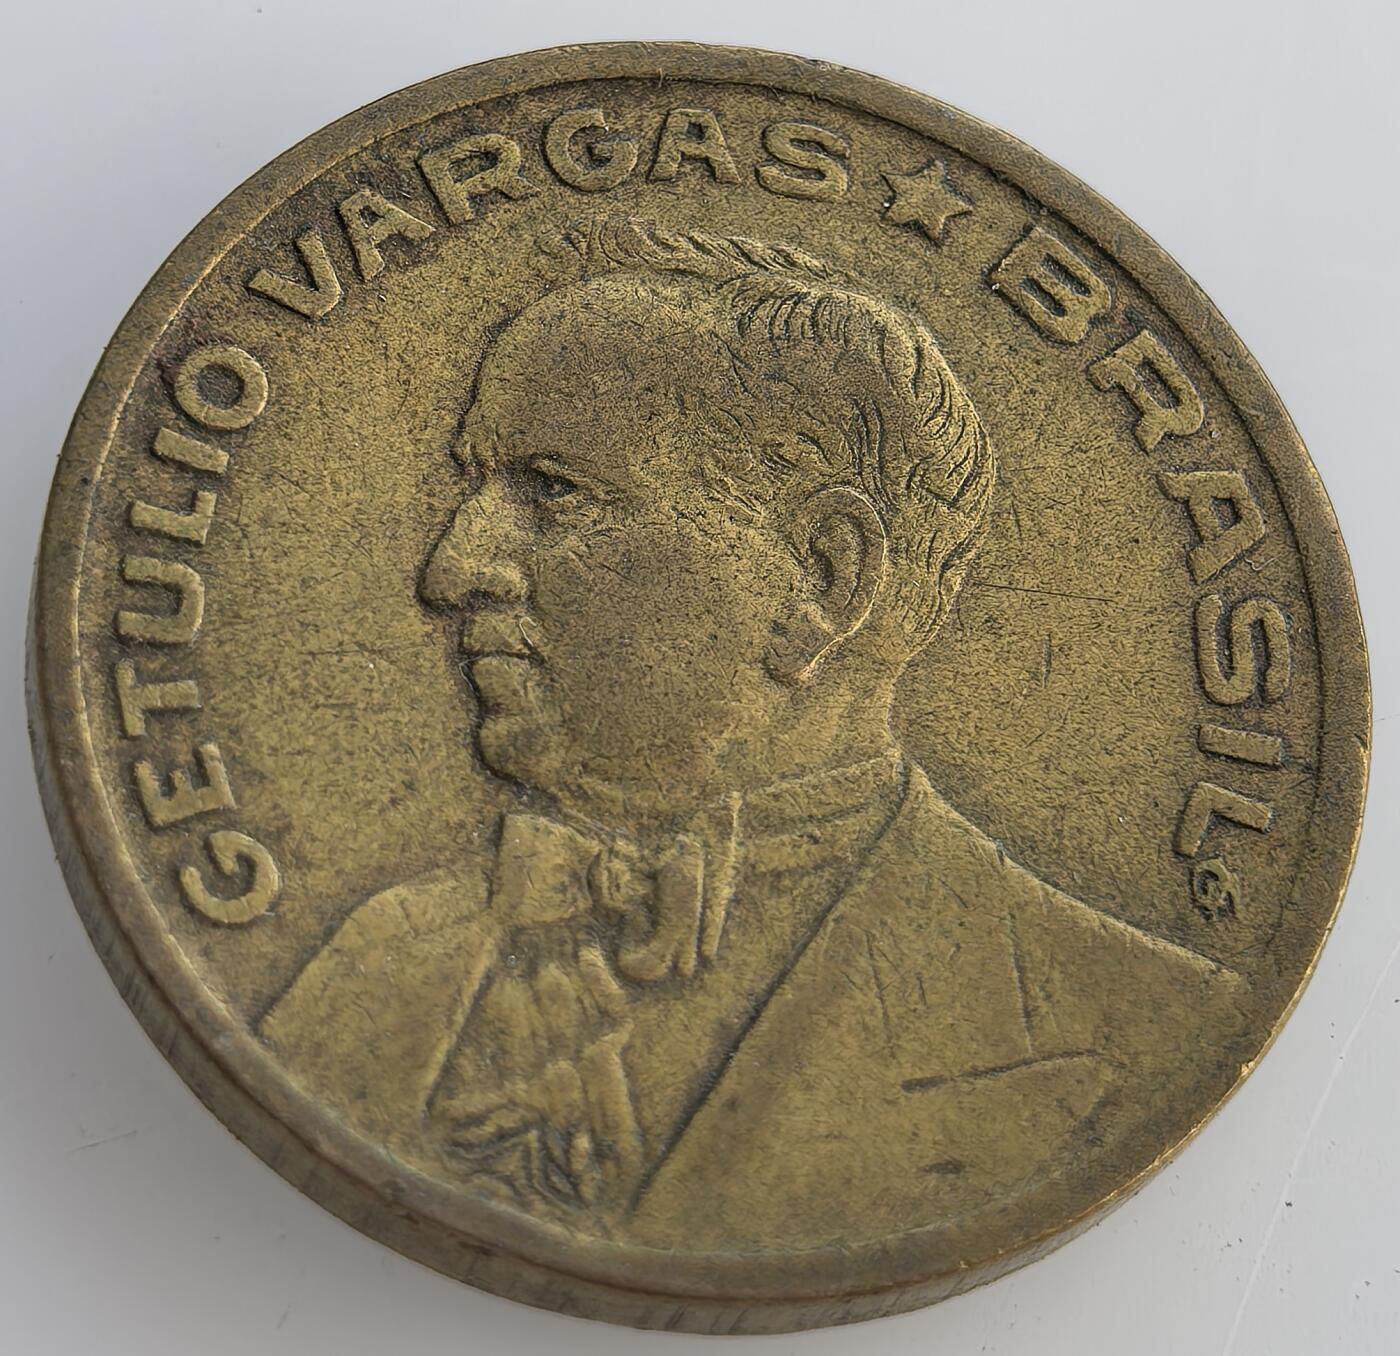 GETULIO VARGAS ★ BRASIL